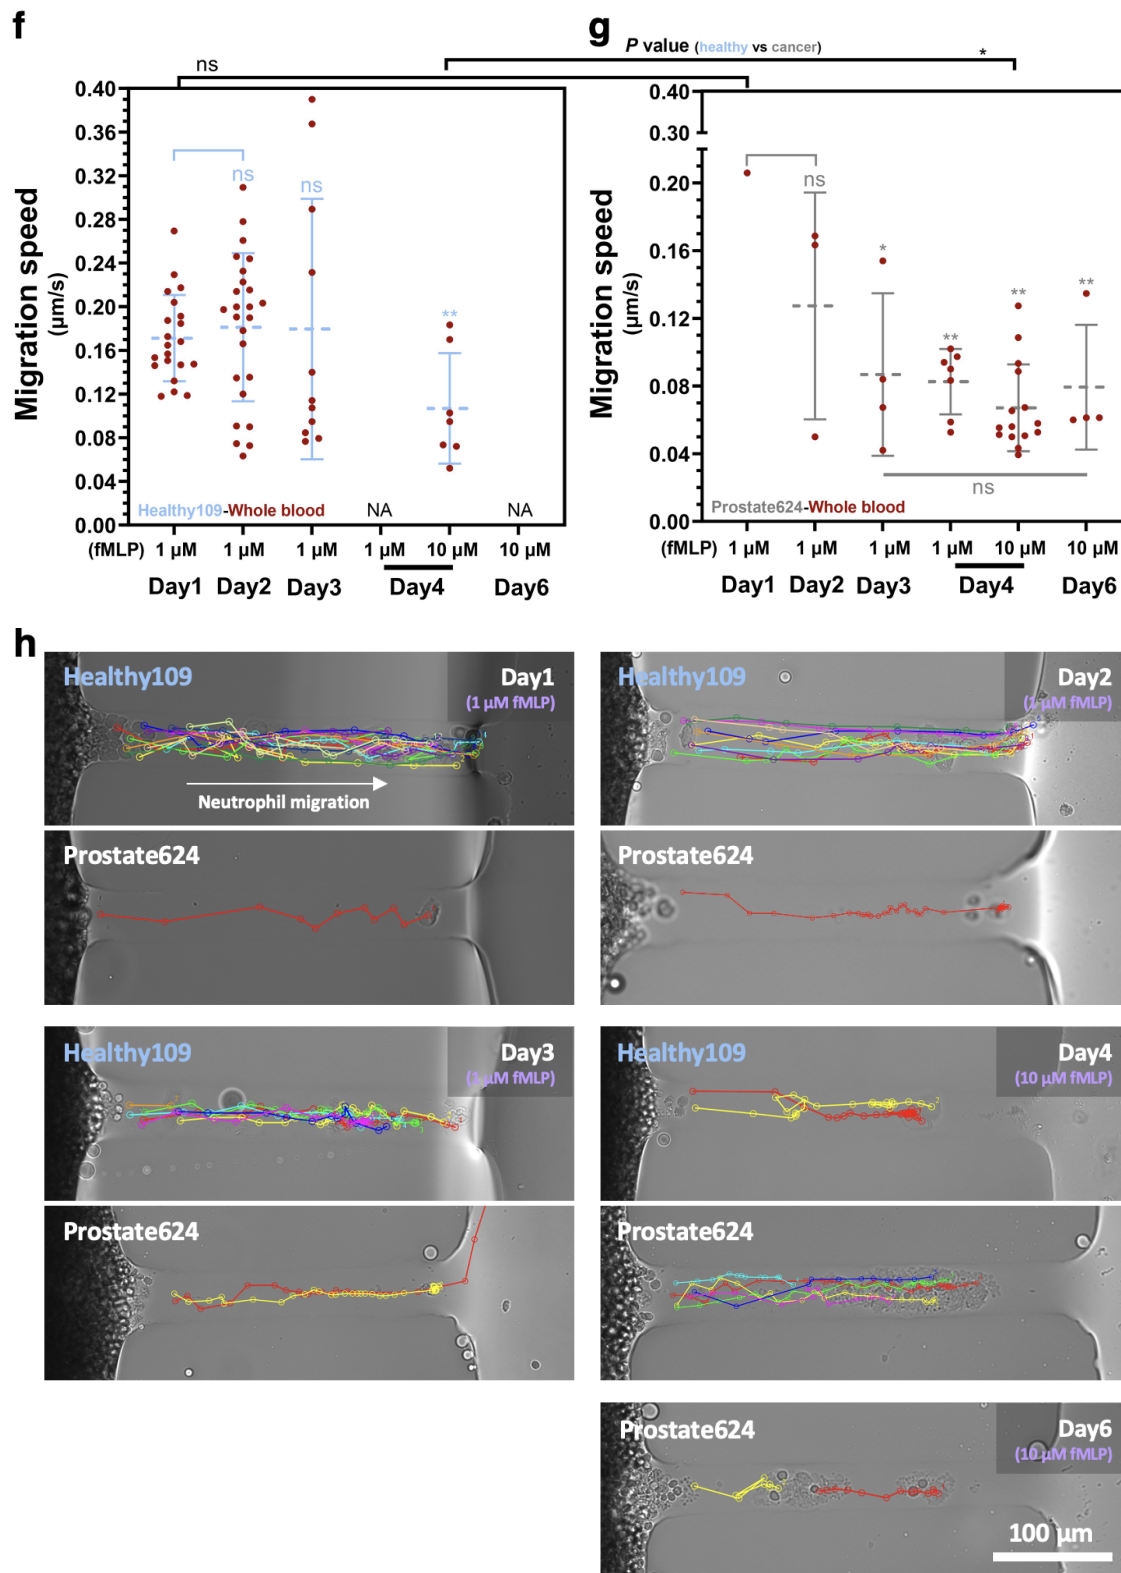 f
g
P value (healthy vs cancer)
*
ns
0.40
0.36
0.32
0.28
0.24
0.20
0.16
0.12
0.08
0.04
0.00
Migration speed
(µm/s)
ns
ns
**
NA
NA
Healthy109-Whole blood
(fMLP) 1 µM 1 µM 1 µM 1 µM 10 µM 10 µM
Day1 Day2 Day3 Day4 Day6
0.40
0.30
0.20
0.16
0.12
0.08
0.04
0.00
Migration speed
(µm/s)
ns
*
**
**
**
ns
Prostate624-Whole blood
(fMLP) 1 µM 1 µM 1 µM 1 µM 10 µM 10 µM
Day1 Day2 Day3 Day4 Day6
h
Healthy109 Day1
(1 µM fMLP)
Neutrophil migration
Healthy109 Day2
(1 µM fMLP)
Prostate624
Prostate624
Healthy109 Day3
(1 µM fMLP)
Healthy109 Day4
(10 µM fMLP)
Prostate624
Prostate624
Prostate624 Day6
(10 µM fMLP)
100 µm